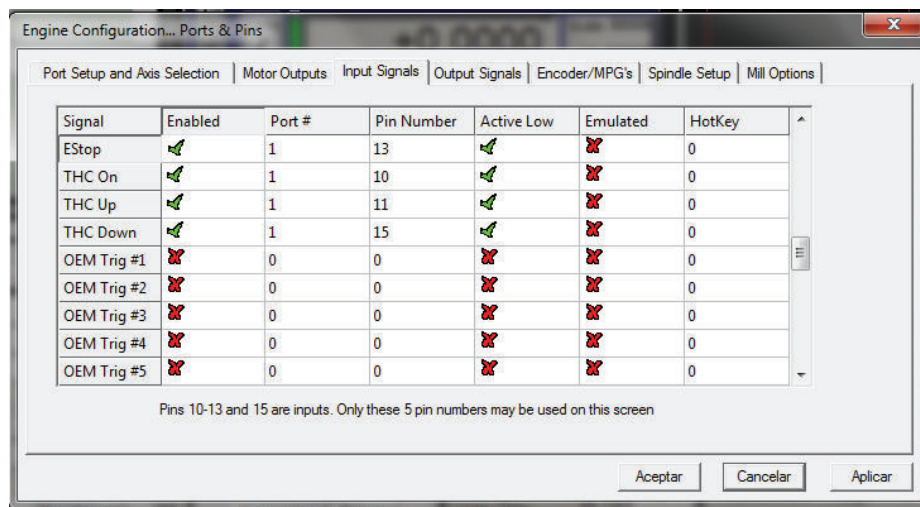 Engine Configuration... Ports & Pins
+0.0000
Port Setup and Axis Selection Motor Outputs Input Signals Output Signals Encoder/MPG's Spindle Setup Mill Options
Signal Enabled Port # Pin Number Active Low Emulated HotKey
EStop 1 13 0
THC On 1 10 0
THC Up 1 11 0
THC Down 1 15 0
OEM Trig #1 0 0 0
OEM Trig #2 0 0 0
OEM Trig #3 0 0 0
OEM Trig #4 0 0 0
OEM Trig #5 0 0 0
Pins 10-13 and 15 are inputs. Only these 5 pin numbers may be used on this screen
Aceptar Cancelar Aplicar